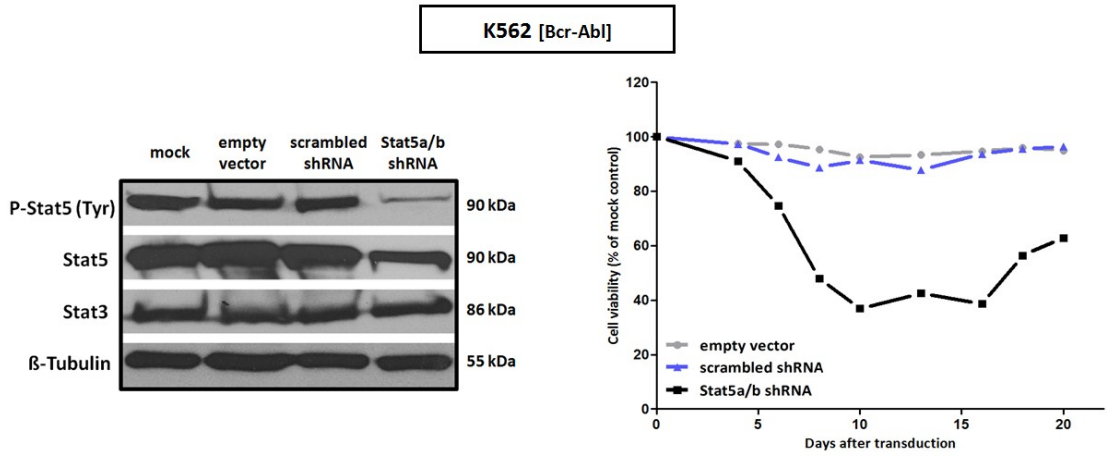 K562 [Bcr-Abl]
mock
empty
vector
scrambled
shRNA
Stat5a/b
shRNA
P-Stat5 (Tyr)
90 kDa
Stat5
90 kDa
Stat3
86 kDa
ß-Tubulin
55 kDa
Cell viability (% of mock control)
120
100
80
60
40
20
0
empty vector
scrambled shRNA
Stat5a/b shRNA
0
5
10
15
20
Days after transduction